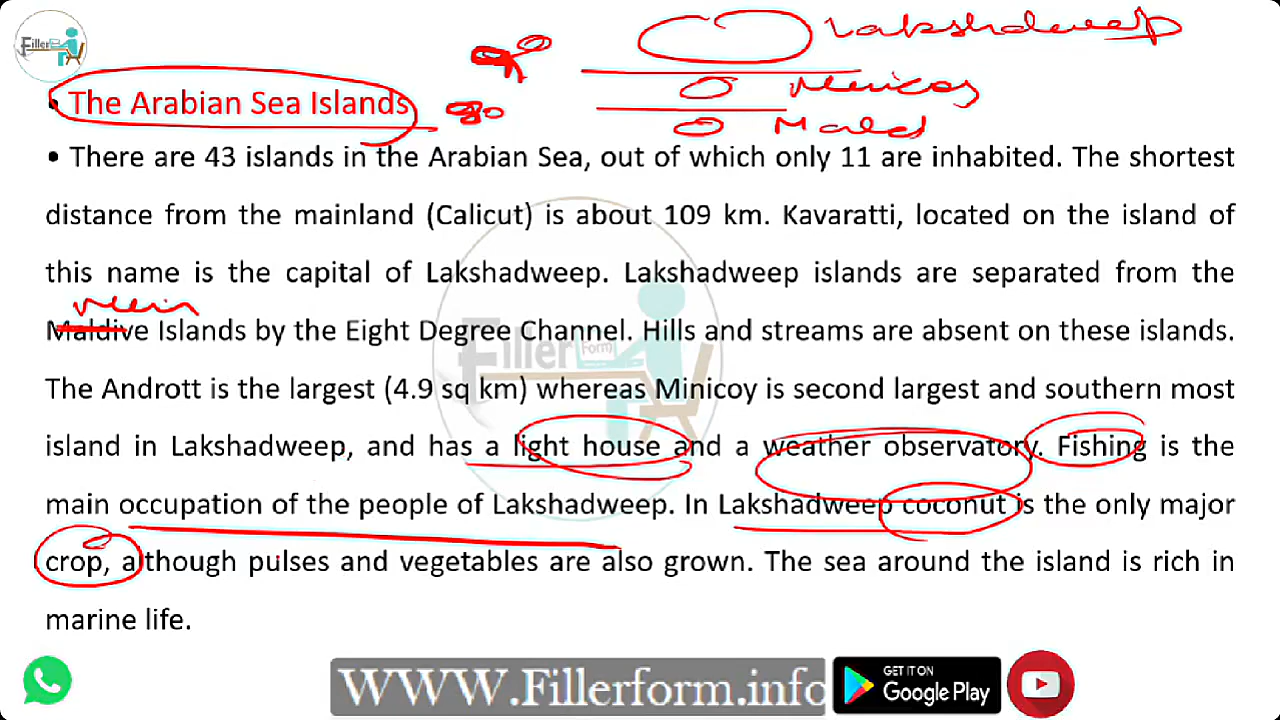 Filler Form
Lakshdweep
• The Arabian Sea Islands
Minicoy
Mald
• There are 43 islands in the Arabian Sea, out of which only 11 are inhabited. The shortest
distance from the mainland (Calicut) is about 109 km. Kavaratti, located on the island of
this name is the capital of Lakshadweep. Lakshadweep islands are separated from the
Maldive Islands by the Eight Degree Channel. Hills and streams are absent on these islands.
The Andrott is the largest (4.9 sq km) whereas Minicoy is second largest and southern most
island in Lakshadweep, and has a light house and a weather observatory. Fishing is the
main occupation of the people of Lakshadweep. In Lakshadweep coconut is the only major
crop, although pulses and vegetables are also grown. The sea around the island is rich in
marine life.
Filler Form
WWW.Fillerform.info
GET IT ON
Google Play